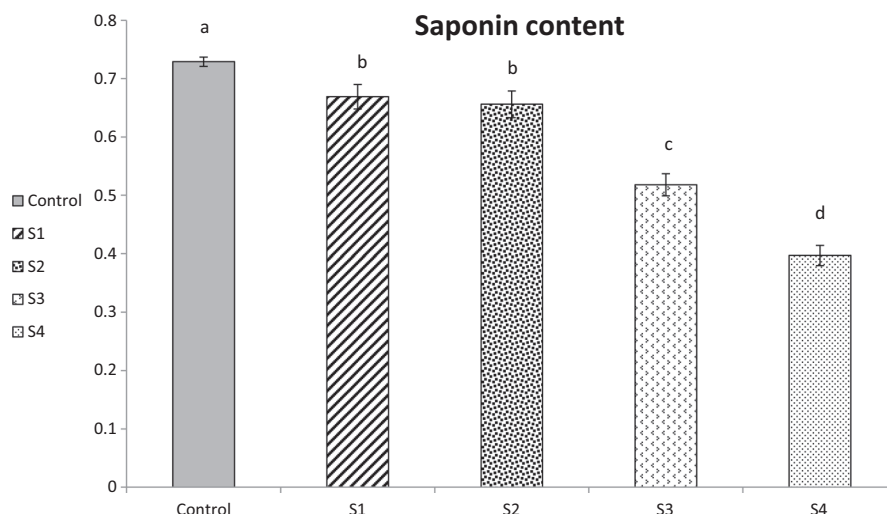 Saponin content
0.8
0.7
0.6
0.5
0.4
0.3
0.2
0.1
0
a
b
b
c
d
Control
S1
S2
S3
S4
Control
S1
S2
S3
S4